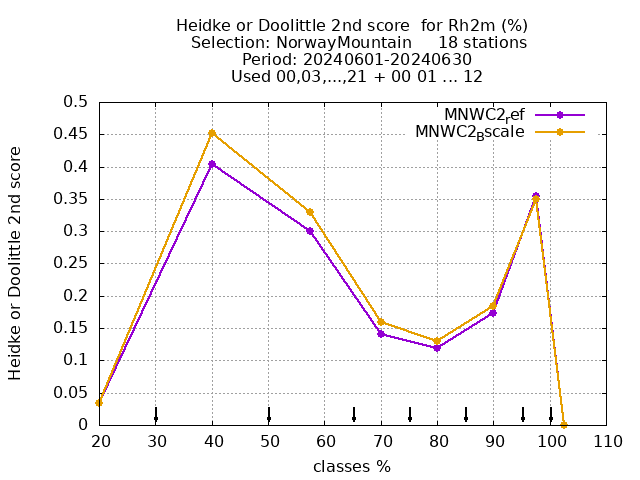 Heidke or Doolittle 2nd score  for Rh2m (%)
Selection: NorwayMountain     18 stations
Period: 20240601-20240630
Used 00,03,...,21 + 00 01 ... 12
MNWC2ref
MNWC2Bscale
Heidke or Doolittle 2nd score
0.5
0.45
0.4
0.35
0.3
0.25
0.2
0.15
0.1
0.05
0
20 30 40 50 60 70 80 90 100 110
classes %